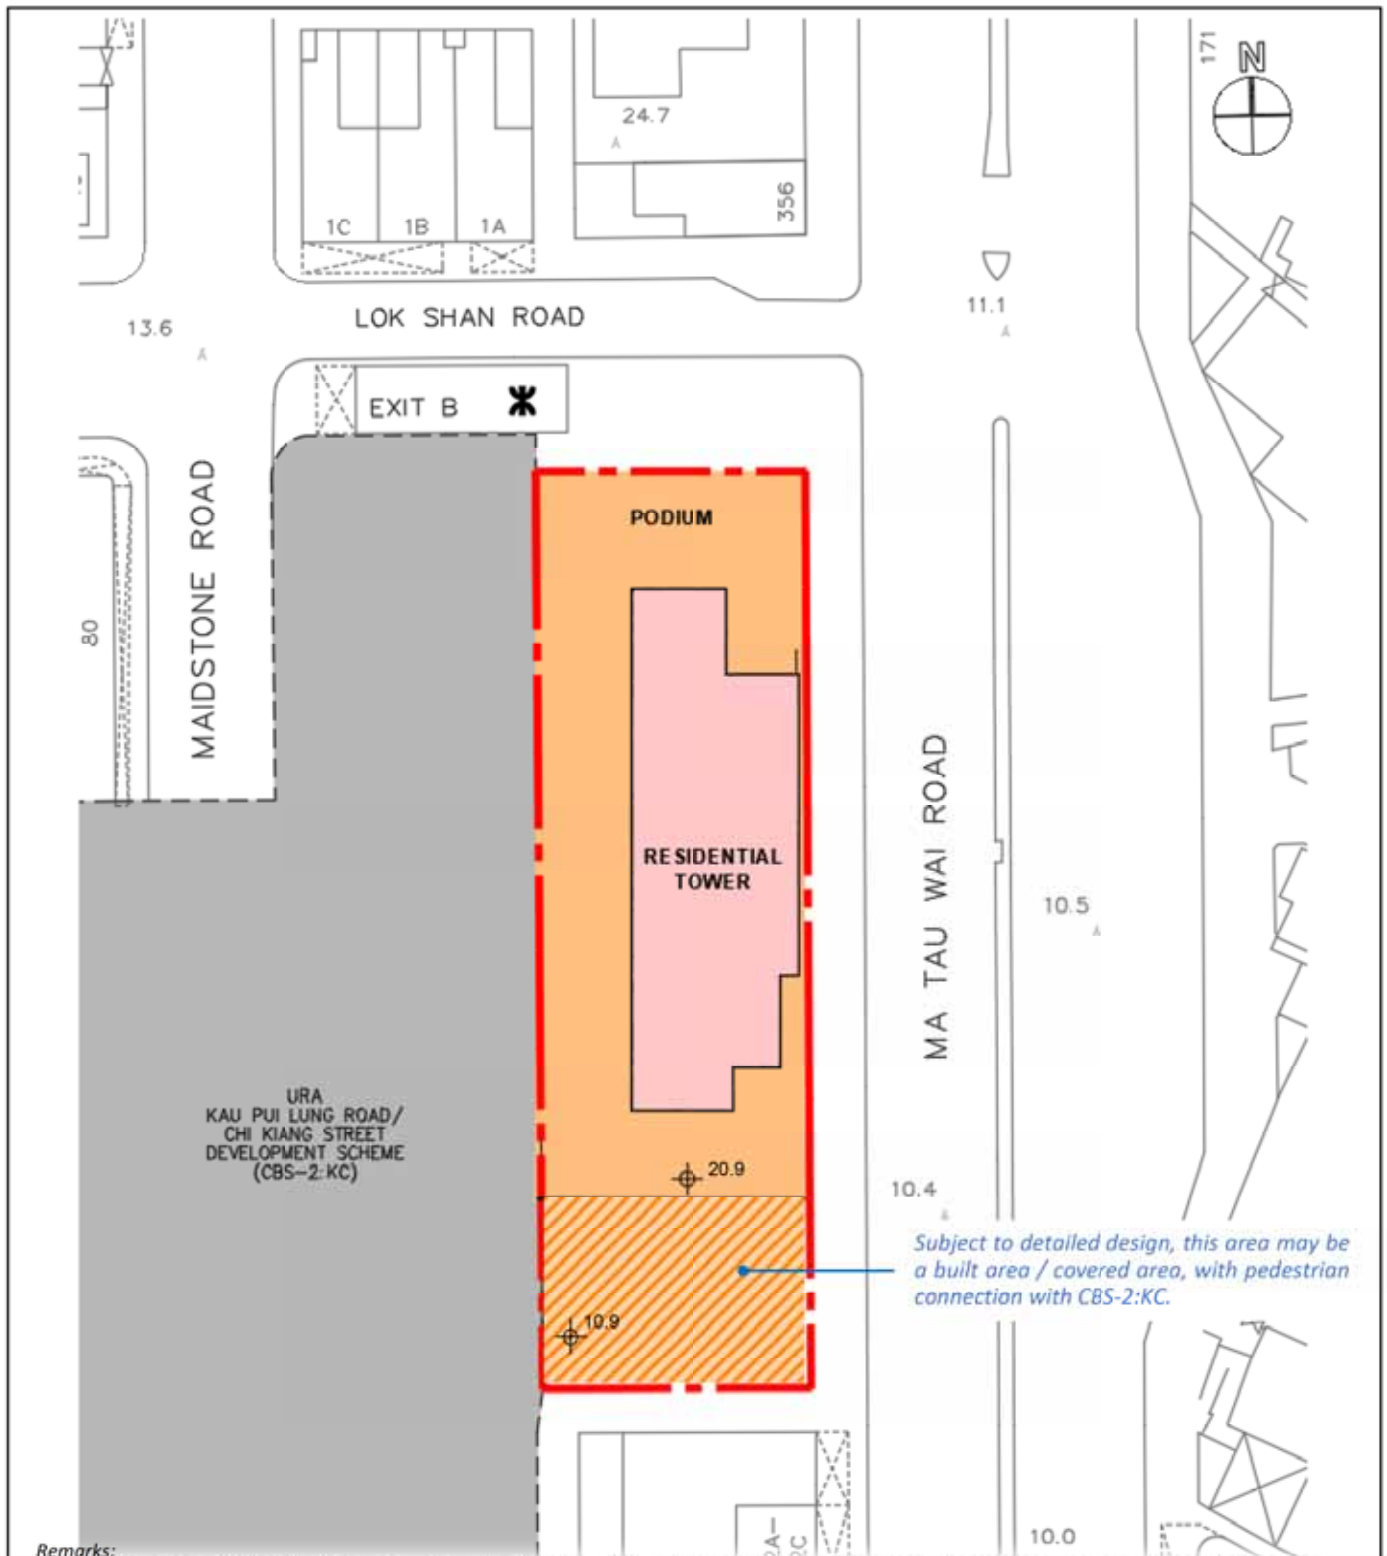 171
N
24.7
356
1C
1B
1A
LOK SHAN ROAD
13.6
11.1
EXIT B
MAIDSTONE ROAD
80
PODIUM
RESIDENTIAL
TOWER
MA TAU WAI ROAD
10.5
URA
KAU PUI LUNG ROAD/
CHI KIANG STREET
DEVELOPMENT SCHEME
(CBS-2:KC)
20.9
10.4
Subject to detailed design, this area may be
a built area / covered area, with pedestrian
connection with CBS-2:KC.
10.9
10.0
Remarks: